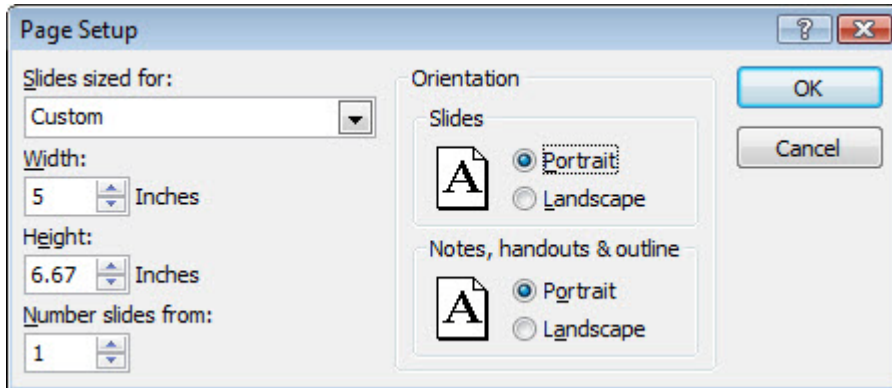 Page Setup
Slides sized for:
Custom
Width:
5 Inches
Height:
6.67 Inches
Number slides from:
1
Orientation
Slides
A
Portrait
Landscape
Notes, handouts & outline
A
Portrait
Landscape
OK
Cancel